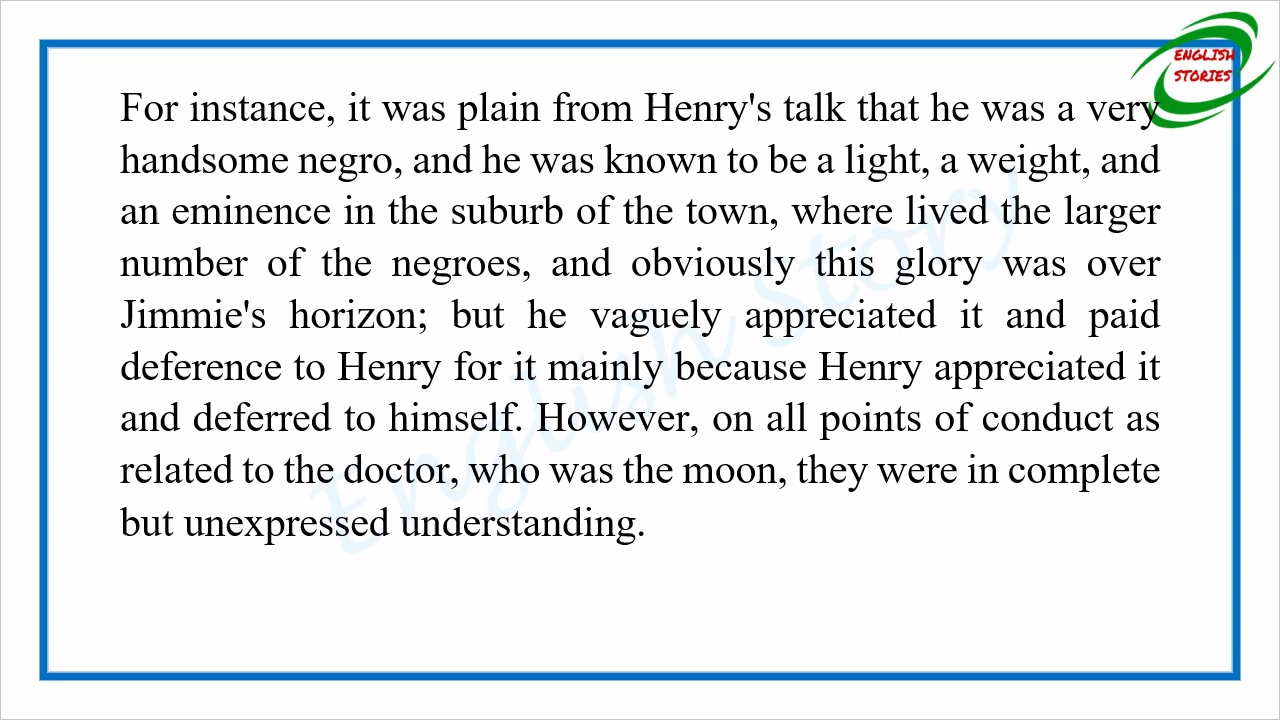 ENGLISH
STORIES
For instance, it was plain from Henry's talk that he was a very
handsome negro, and he was known to be a light, a weight, and
an eminence in the suburb of the town, where lived the larger
number of the negroes, and obviously this glory was over
Jimmie's horizon; but he vaguely appreciated it and paid
deference to Henry for it mainly because Henry appreciated it
and deferred to himself. However, on all points of conduct as
related to the doctor, who was the moon, they were in complete
but unexpressed understanding.
English Story